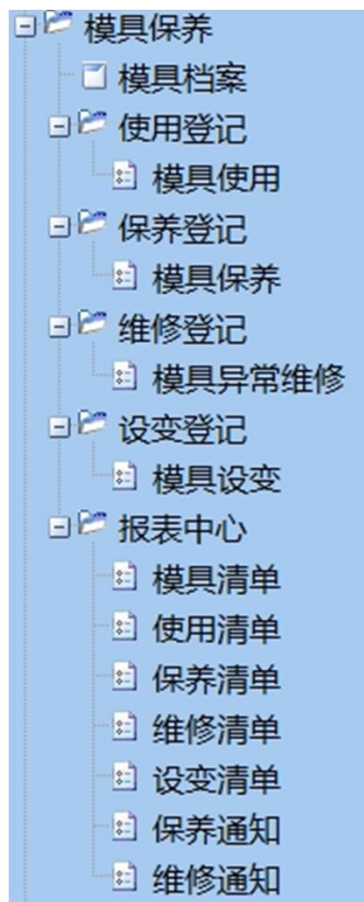 模具保养
模具档案
使用登记
模具使用
保养登记
模具保养
维修登记
模具异常维修
设变登记
模具设变
报表中心
模具清单
使用清单
保养清单
维修清单
设变清单
保养通知
维修通知